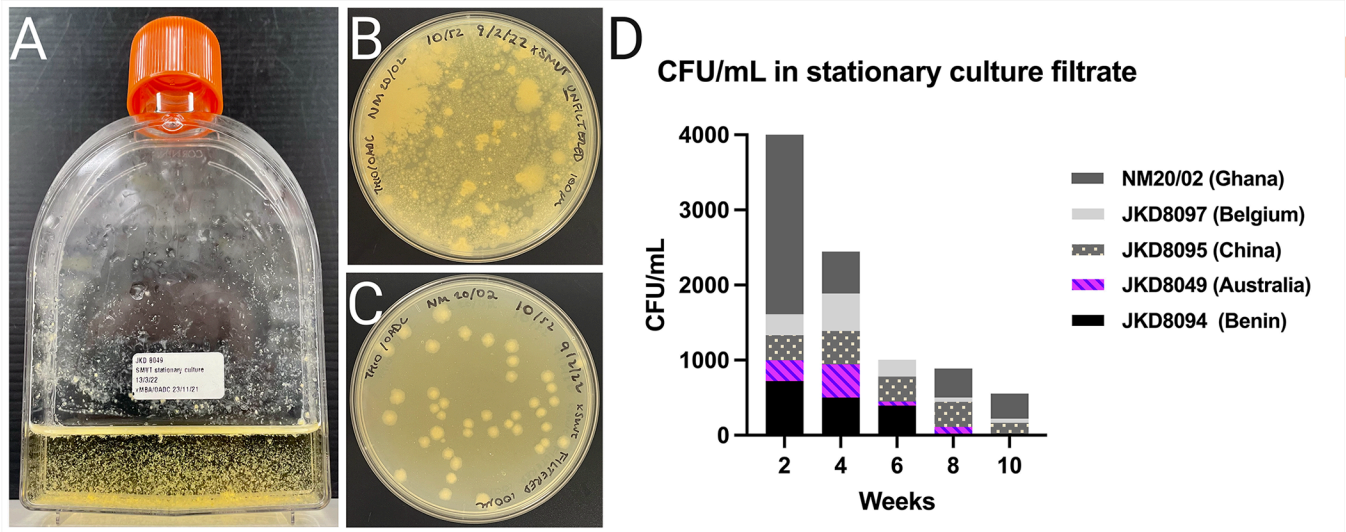 A
JKD 8049
SMYT stationary culture
13/3/22
B
NM 20/02
10/52
9/2/22
UNFILTERED 100μL
7H10/OADC
C
7H10/OADC
NM 20/02
10/52
9/2/22
FILTERED 100μL
D
CFU/mL in stationary culture filtrate
CFU/mL
4000
3000
2000
1000
0
2 4 6 8 10
Weeks
NM20/02 (Ghana)
JKD8097 (Belgium)
JKD8095 (China)
JKD8049 (Australia)
JKD8094 (Benin)